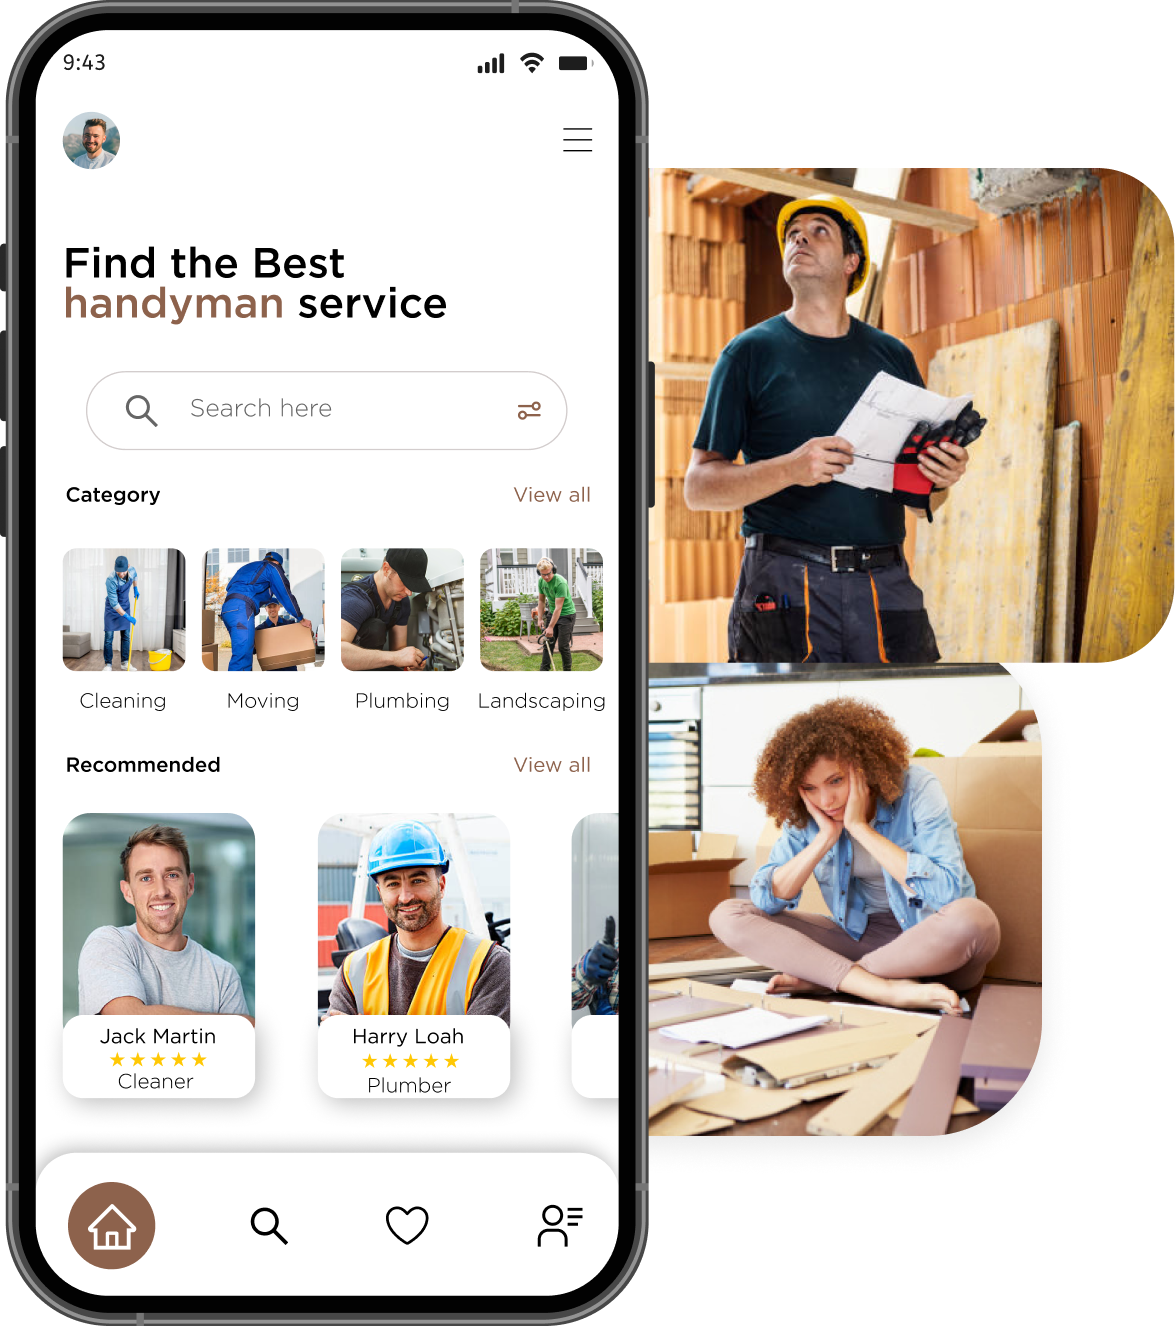 9:43
Find the Best
handyman service
Search here
Category View all
Cleaning Moving Plumbing Landscaping
Recommended View all
Jack Martin
Cleaner
Harry Loah
Plumber